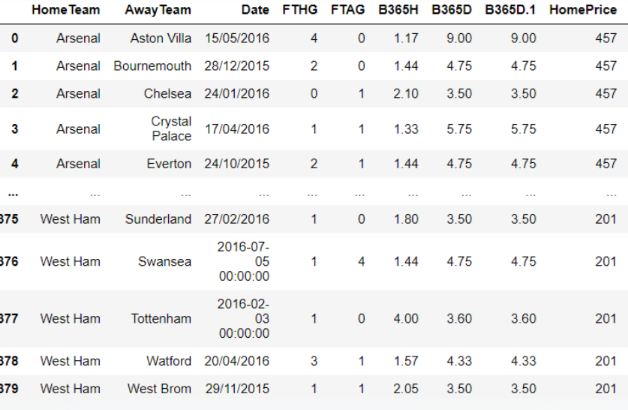 HomeTeam AwayTeam Date FTHG FTAG B365H B365D B365D.1 HomePrice
0 Arsenal Aston Villa 15/05/2016 4 0 1.17 9.00 9.00 457
1 Arsenal Bournemouth 28/12/2015 2 0 1.44 4.75 4.75 457
2 Arsenal Chelsea 24/01/2016 0 1 2.10 3.50 3.50 457
3 Arsenal Crystal Palace 17/04/2016 1 1 1.33 5.75 5.75 457
4 Arsenal Everton 24/10/2015 2 1 1.44 4.75 4.75 457
... ... ... ... ... ... ... ... ... ...
375 West Ham Sunderland 27/02/2016 1 0 1.80 3.50 3.50 201
376 West Ham Swansea 2016-07-05 00:00:00 1 4 1.44 4.75 4.75 201
377 West Ham Tottenham 2016-02-03 00:00:00 1 0 4.00 3.60 3.60 201
378 West Ham Watford 20/04/2016 3 1 1.57 4.33 4.33 201
379 West Ham West Brom 29/11/2015 1 1 2.05 3.50 3.50 201